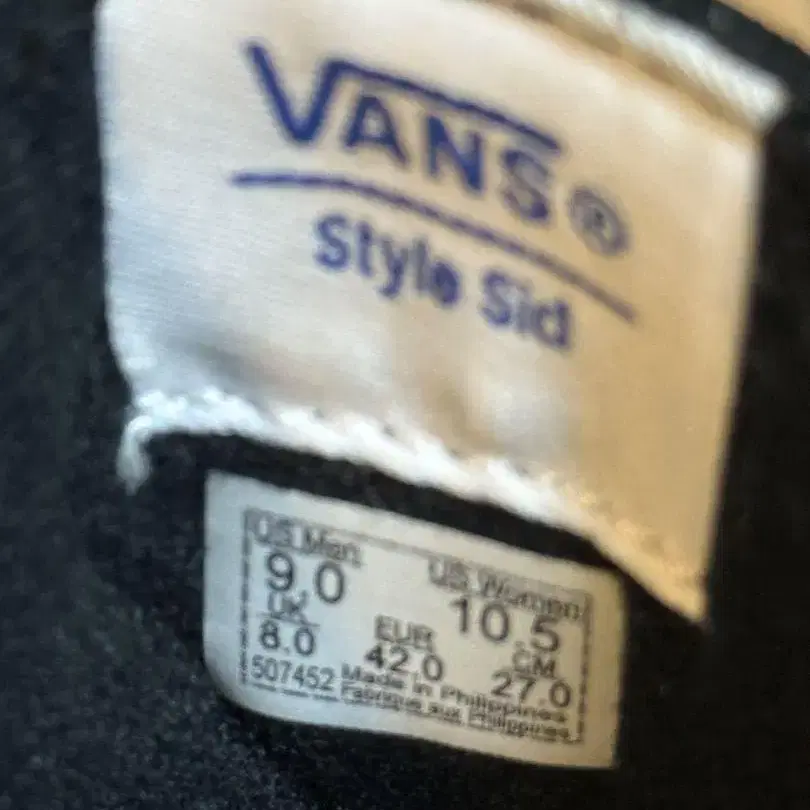 VANS®
Style Sid
US Men
US Women
9.0
10.5
UK
EUR
CM
8.0
42.0
27.0
507452
Made in Philippines
Fabriqué aux Philippines